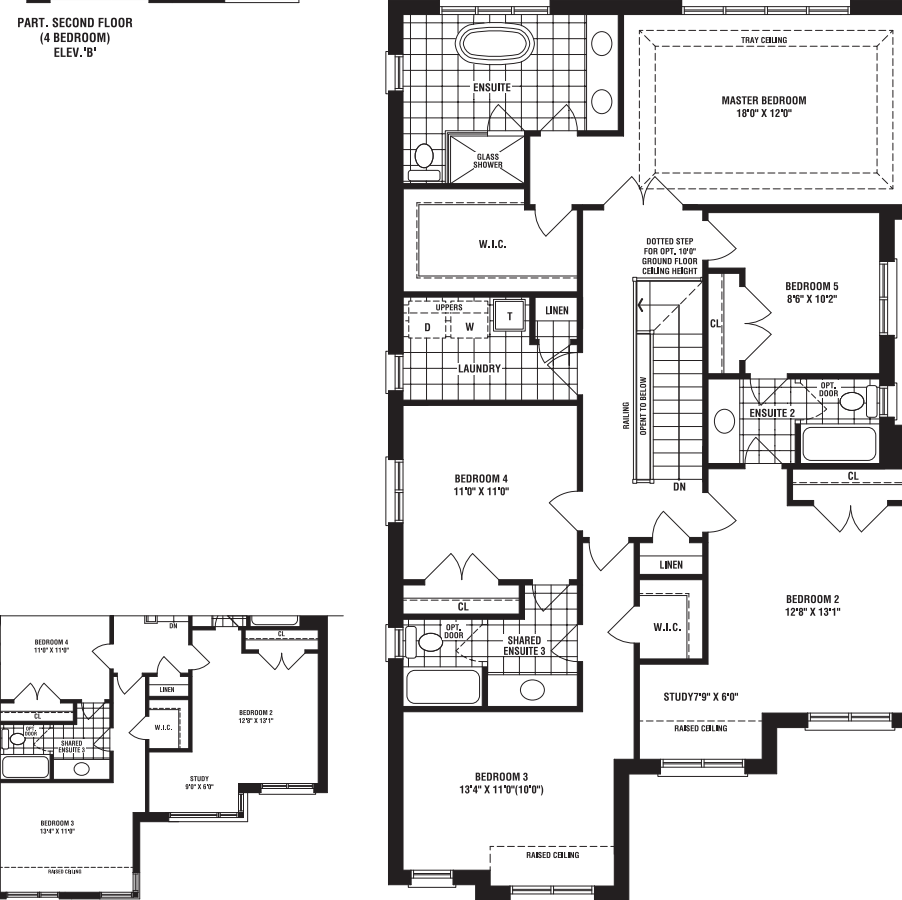 PART. SECOND FLOOR
(4 BEDROOM)
ELEV.'B'
TRAY CEILING
ENSUITE
MASTER BEDROOM
18'0" X 12'0"
GLASS
SHOWER
W.I.C.
DOTTED STEP
FOR OPT. 10'0"
GROUND FLOOR
CEILING HEIGHT
BEDROOM 5
8'6" X 10'2"
UPPERS
D
W
T
LINEN
CL
LAUNDRY
RAILING
OPENT TO BELOW
ENSUITE 2
OPT.
DOOR
BEDROOM 4
11'0" X 11'0"
DN
CL
LINEN
CL
BEDROOM 2
12'8" X 13'1"
W.I.C.
OPT.
DOOR
SHARED
ENSUITE 3
STUDY7'9" X 6'0"
RAISED CEILING
BEDROOM 3
13'4" X 11'0"(10'0")
RAISED CEILING
DN
BEDROOM 4
11'0" X 11'0"
CL
LINEN
CL
BEDROOM 2
12'8" X 13'1"
W.I.C.
OPT.
DOOR
SHARED
ENSUITE 3
STUDY
9'0" X 6'0"
BEDROOM 3
13'4" X 11'0"
RAISED CEILING